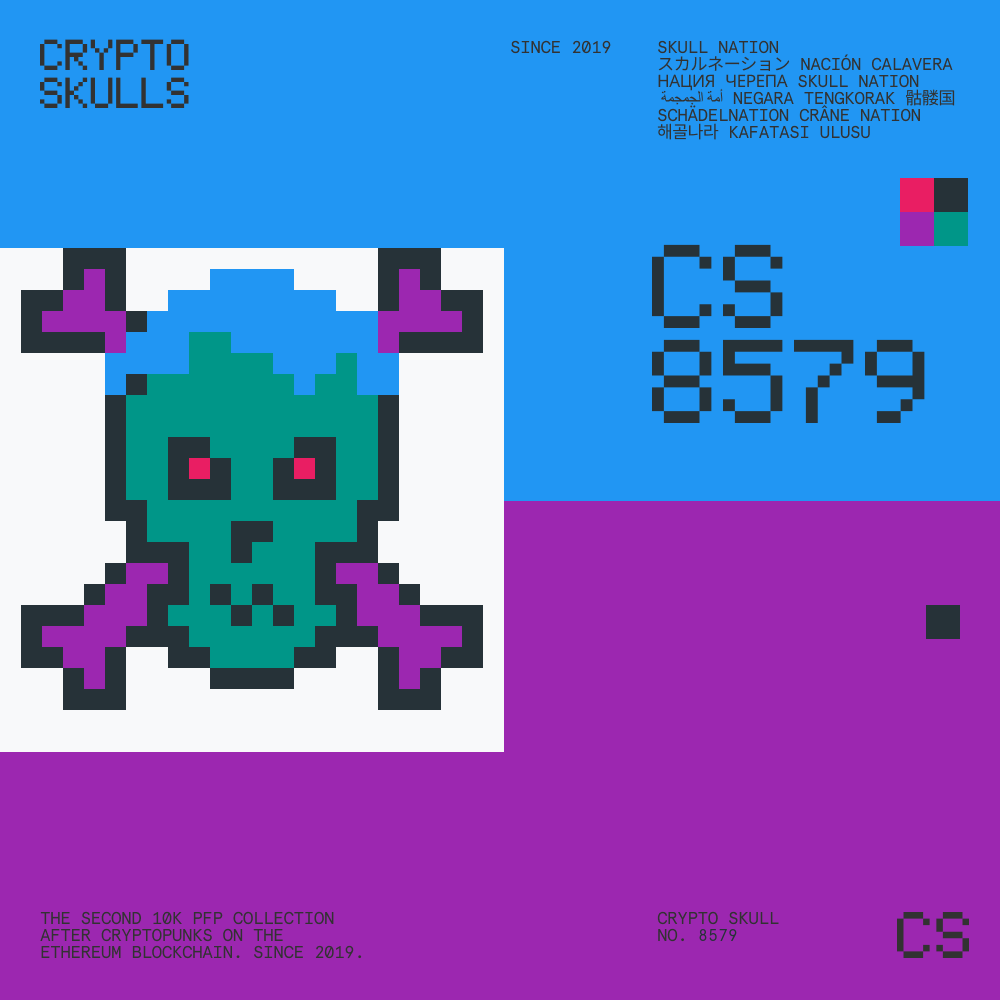 CRYPTO
SKULLS
SINCE 2019
SKULL NATION
スカルネーション NACIÓN CALAVERA
НАЦИЯ ЧЕРЕПА SKULL NATION
أمة الجمجمة NEGARA TENGKORAK 骷髅国
SCHÄDELNATION CRÂNE NATION
해골나라 KAFATASI ULUSU
CS
8579
THE SECOND 10K PFP COLLECTION
AFTER CRYPTOPUNKS ON THE
ETHEREUM BLOCKCHAIN. SINCE 2019.
CRYPTO SKULL
NO. 8579
CS